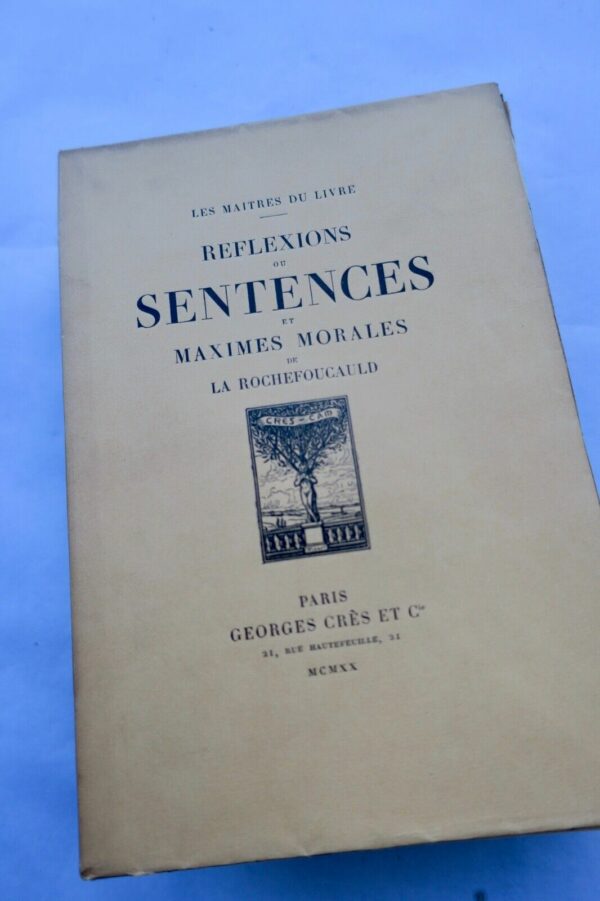 LES MAITRES DU LIVRE
REFLEXIONS
OU
SENTENCES
ET
MAXIMES MORALES
DE
LA ROCHEFOUCAULD
CRES – CAM
PARIS
GEORGES CRÈS ET Cie
21, RUE HAUTEFEUILLE, 21
MCMXX